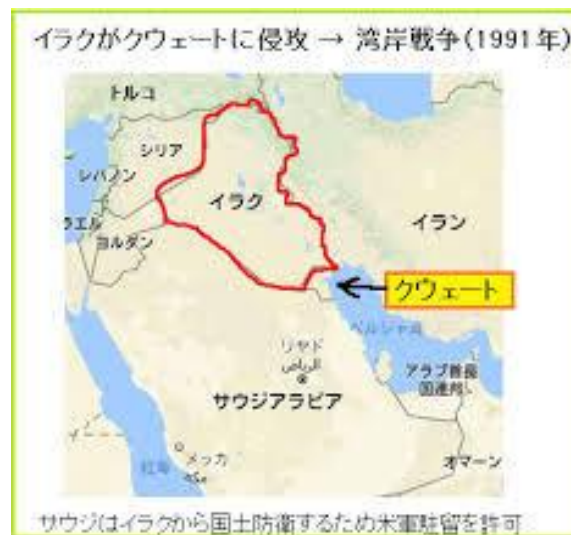 イラクがクウェートに侵攻 → 湾岸戦争(1991年)
トルコ
シリア
レバノン
ラエル
ヨルダン
イラク
イラン
クウェート
ペルシャ湾
リヤド
الرياض
サウジアラビア
アラブ首長
国連邦
オマーン
メッカ
مكة
紅海
サウジはイラクから国土防衛するため米軍駐留を許可